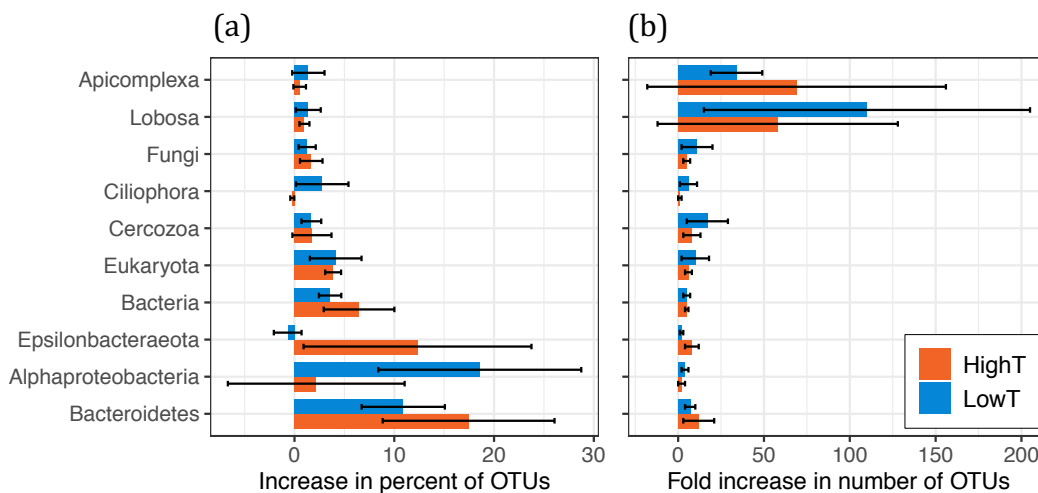 (a)
(b)
Apicomplexa
Lobosa
Fungi
Ciliophora
Cercozoa
Eukaryota
Bacteria
Epsilonbacteraeota
Alphaproteobacteria
Bacteroidetes
HighT
LowT
0 10 20 30
0 50 100 150 200
Increase in percent of OTUs
Fold increase in number of OTUs